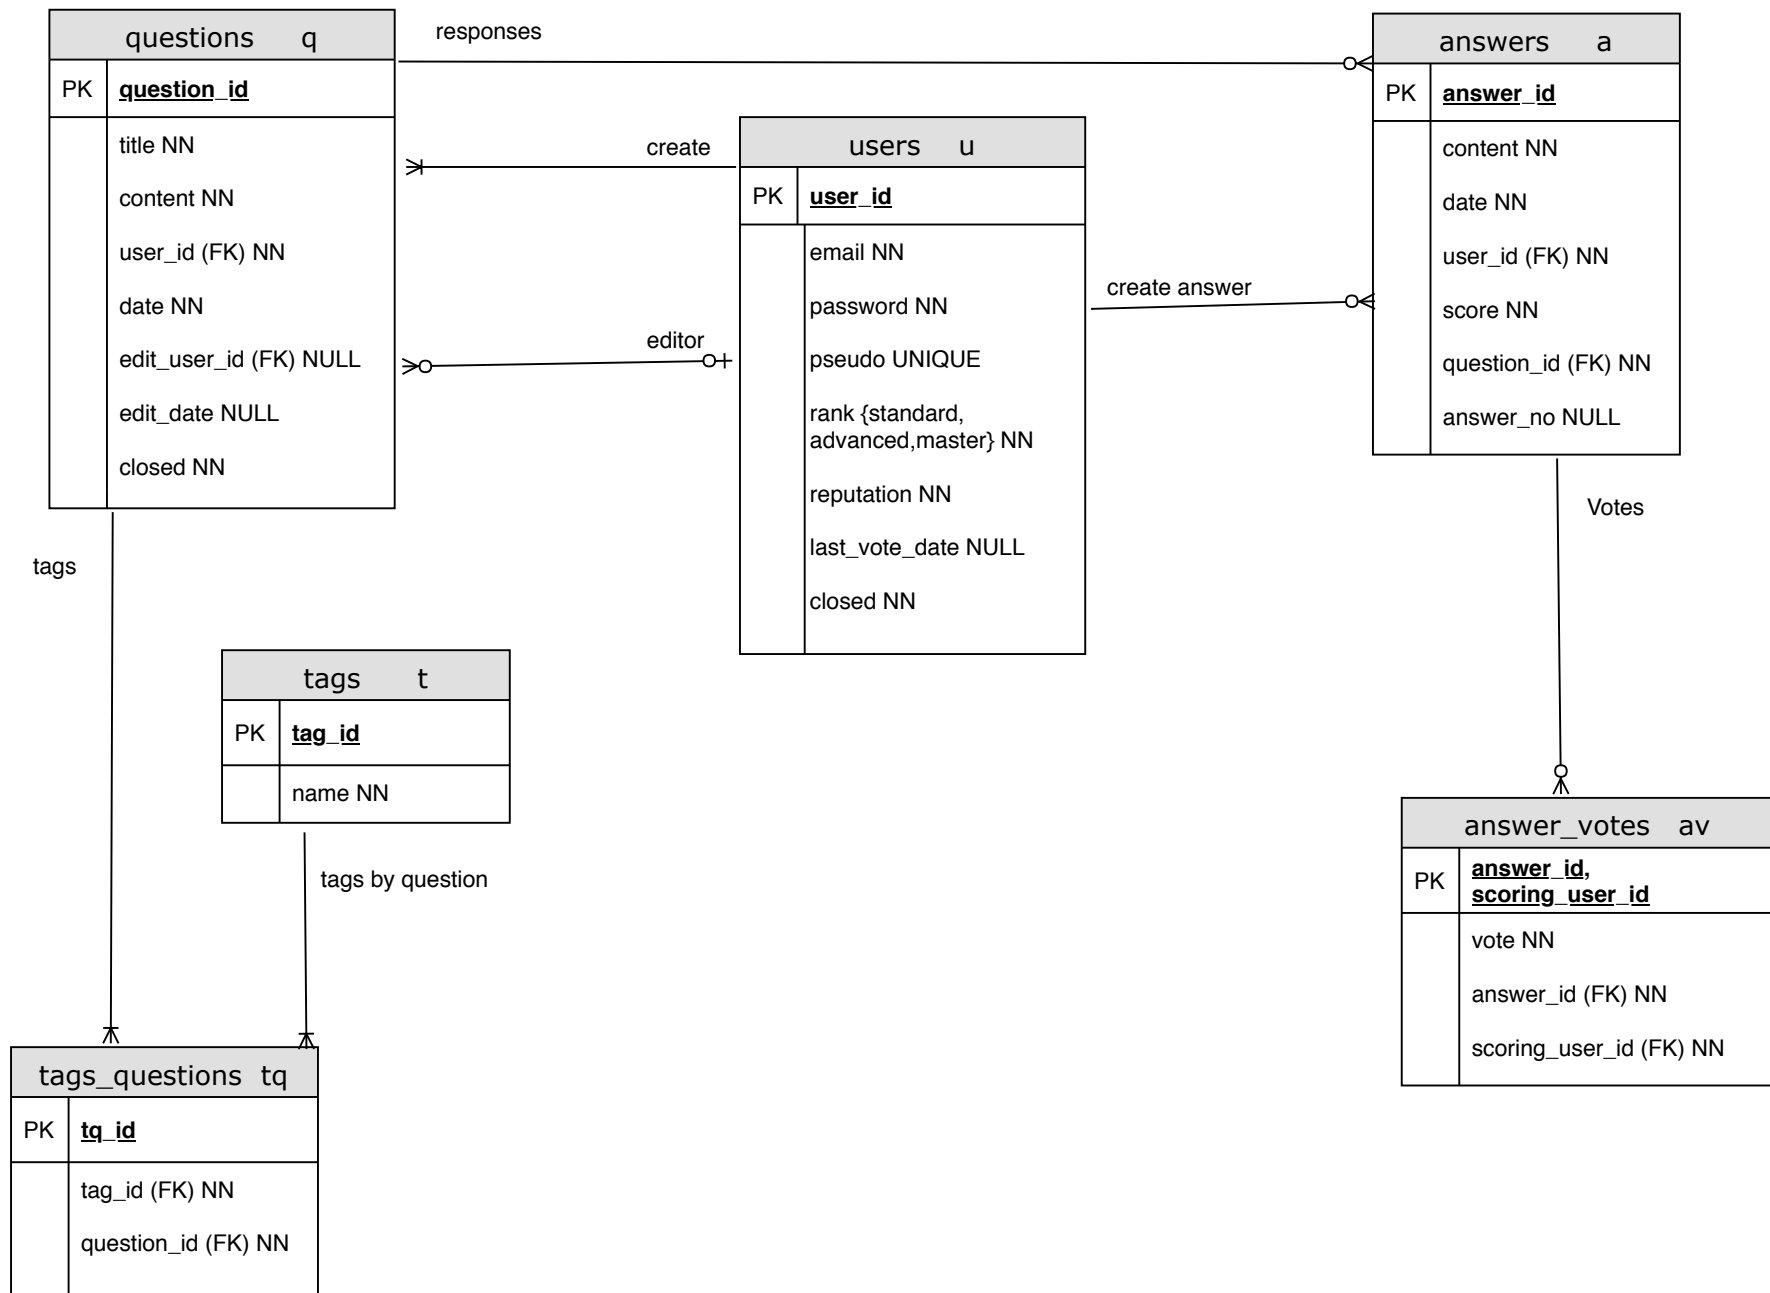 questions q
PK question_id
title NN
content NN
user_id (FK) NN
date NN
edit_user_id (FK) NULL
edit_date NULL
closed NN
responses
create
editor
users u
PK user_id
email NN
password NN
pseudo UNIQUE
rank {standard,
advanced,master} NN
reputation NN
last_vote_date NULL
closed NN
create answer
answers a
PK answer_id
content NN
date NN
user_id (FK) NN
score NN
question_id (FK) NN
answer_no NULL
Votes
tags
tags t
PK tag_id
name NN
tags by question
answer_votes av
PK answer_id,
scoring_user_id
vote NN
answer_id (FK) NN
scoring_user_id (FK) NN
tags_questions tq
PK tq_id
tag_id (FK) NN
question_id (FK) NN